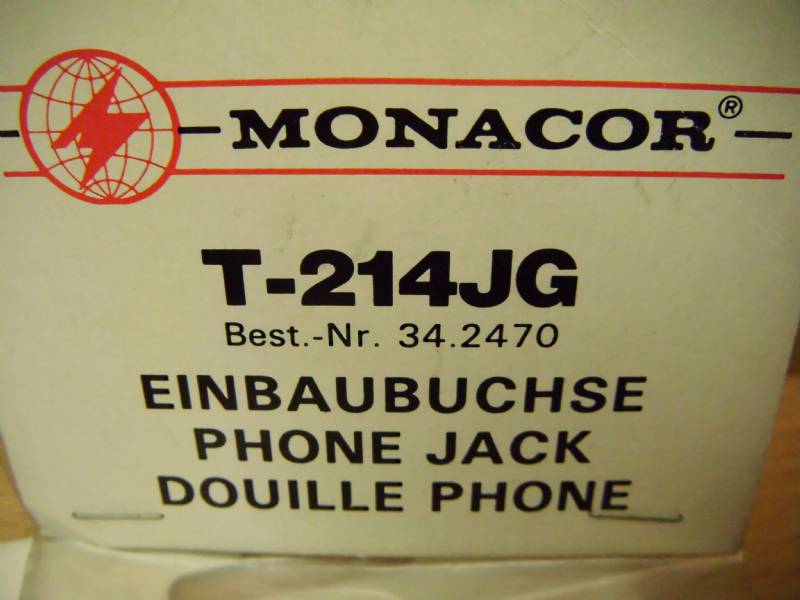 MONACOR®
T-214JG
Best.-Nr. 34.2470
EINBAUBUCHSE
PHONE JACK
DOUILLE PHONE